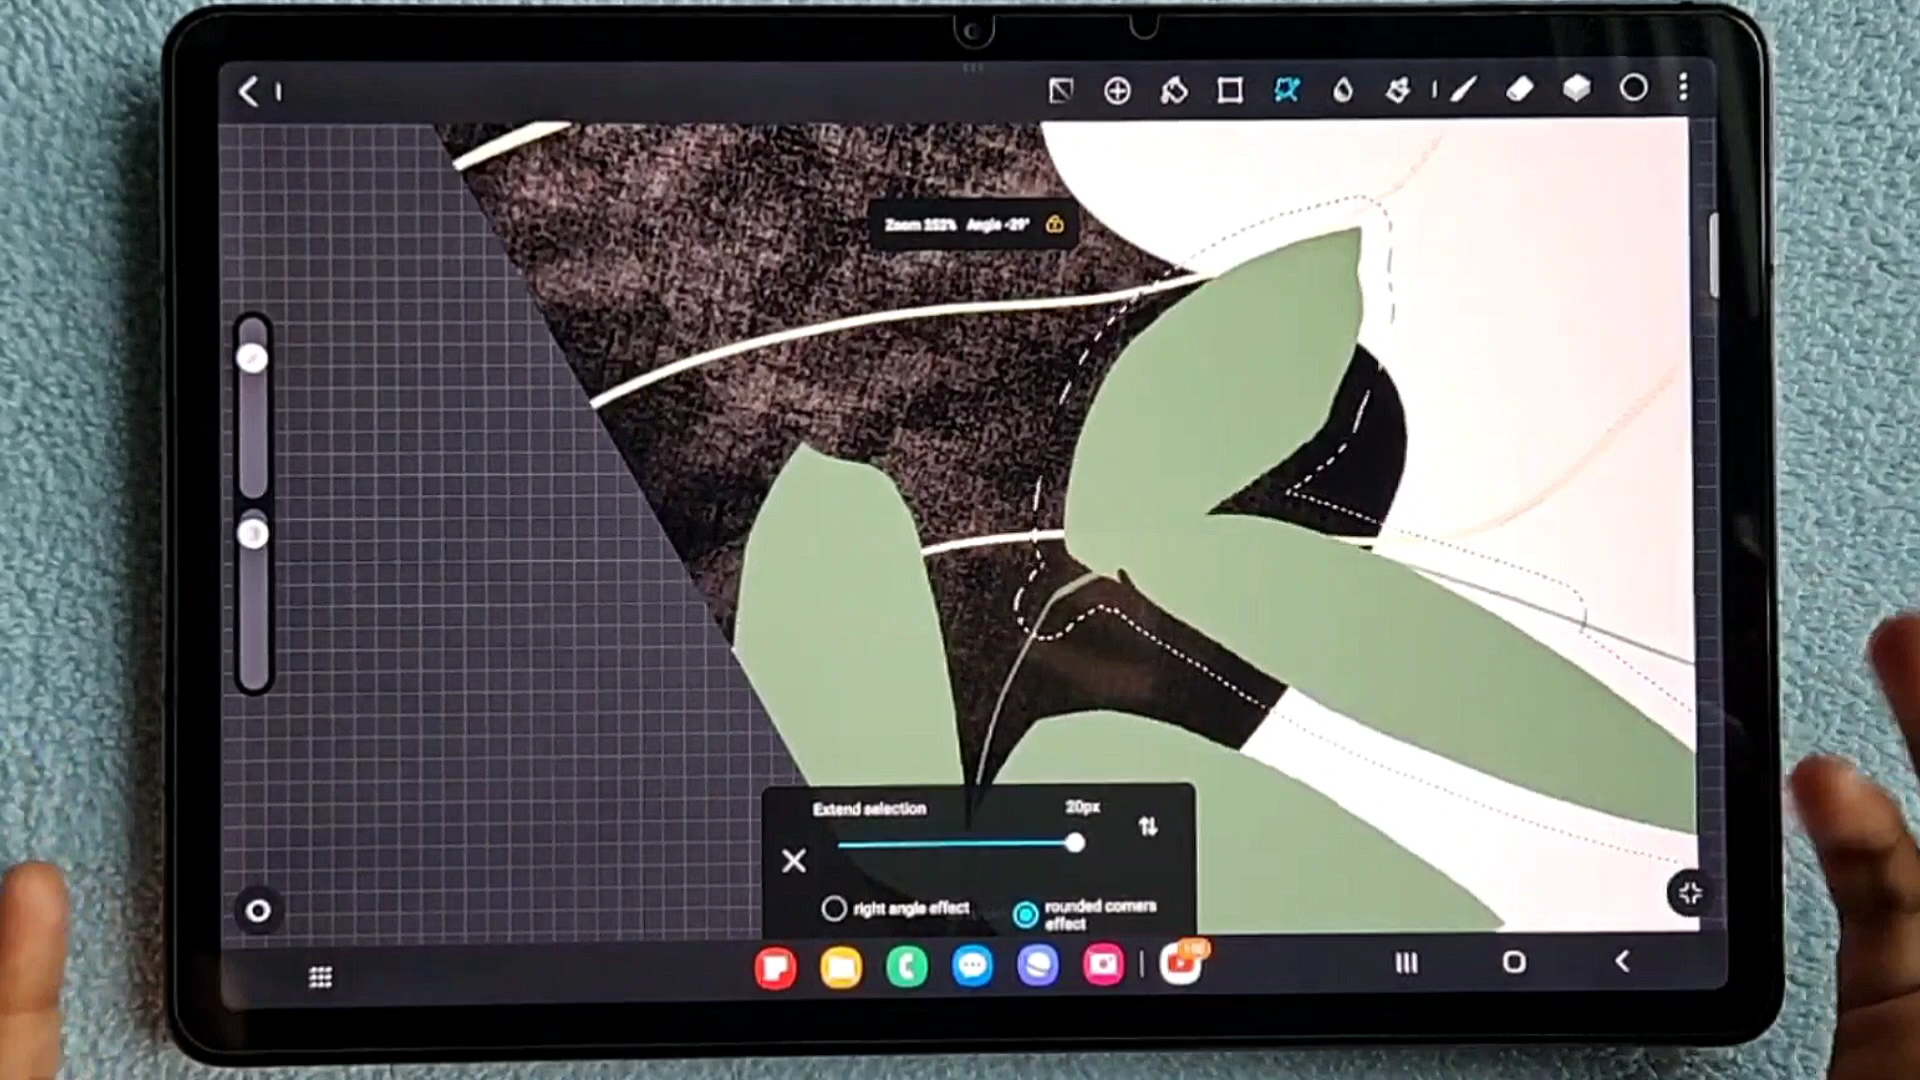 Zoom 252% Angle -29°
Extend selection 20px
right angle effect
rounded corners
effect